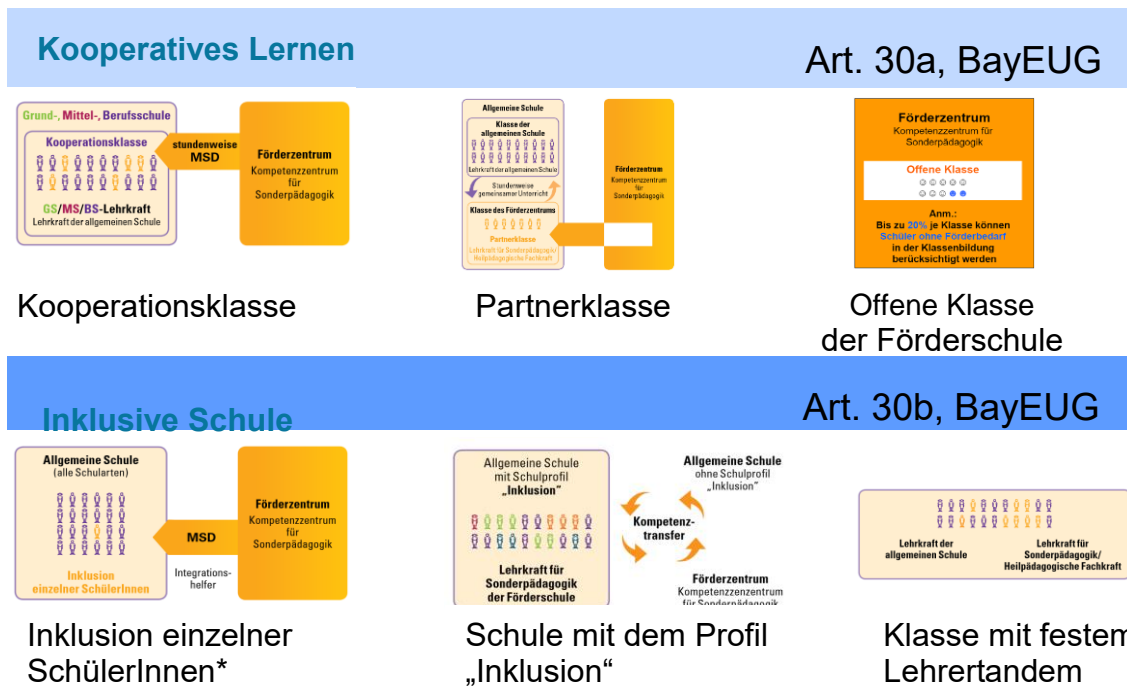 Kooperatives Lernen
Art. 30a, BayEUG
Grund-, Mittel-, Berufsschule
Kooperationsklasse
GS/MS/BS-Lehrkraft
Lehrkraft der allgemeinen Schule
stundenweise
MSD
Förderzentrum
Kompetenzzentrum
für
Sonderpädagogik
Kooperationsklasse
Allgemeine Schule
Klasse der
allgemeinen Schule
Lehrkraft der allgemeinen Schule
Stundenweise
gemeinsamer Unterricht
Klasse des Förderzentrums
Partnerklasse
Lehrkraft für Sonderpädagogik/
Heilpädagogische Fachkraft
Förderzentrum
Kompetenzzentrum
für
Sonderpädagogik
Partnerklasse
Förderzentrum
Kompetenzzentrum für
Sonderpädagogik
Offene Klasse
Anm.:
Bis zu 20% je Klasse können
Schüler ohne Förderbedarf
in der Klassenbildung
berücksichtigt werden
Offene Klasse
der Förderschule
Inklusive Schule
Art. 30b, BayEUG
Allgemeine Schule
(alle Schularten)
Inklusion
einzelner SchülerInnen
MSD
Integrations-
helfer
Förderzentrum
Kompetenzzentrum
für
Sonderpädagogik
Inklusion einzelner
SchülerInnen*
Allgemeine Schule
mit Schulprofil
„Inklusion“
Lehrkraft für
Sonderpädagogik
der Förderschule
Allgemeine Schule
ohne Schulprofil
„Inklusion“
Kompetenz-
transfer
Förderzentrum
Kompetenzzenzentrum
für Sonderpädagogik
Schule mit dem Profil
„Inklusion“
Lehrkraft der
allgemeinen Schule
Lehrkraft für
Sonderpädagogik/
Heilpädagogische Fachkraft
Klasse mit festem
Lehrertandem